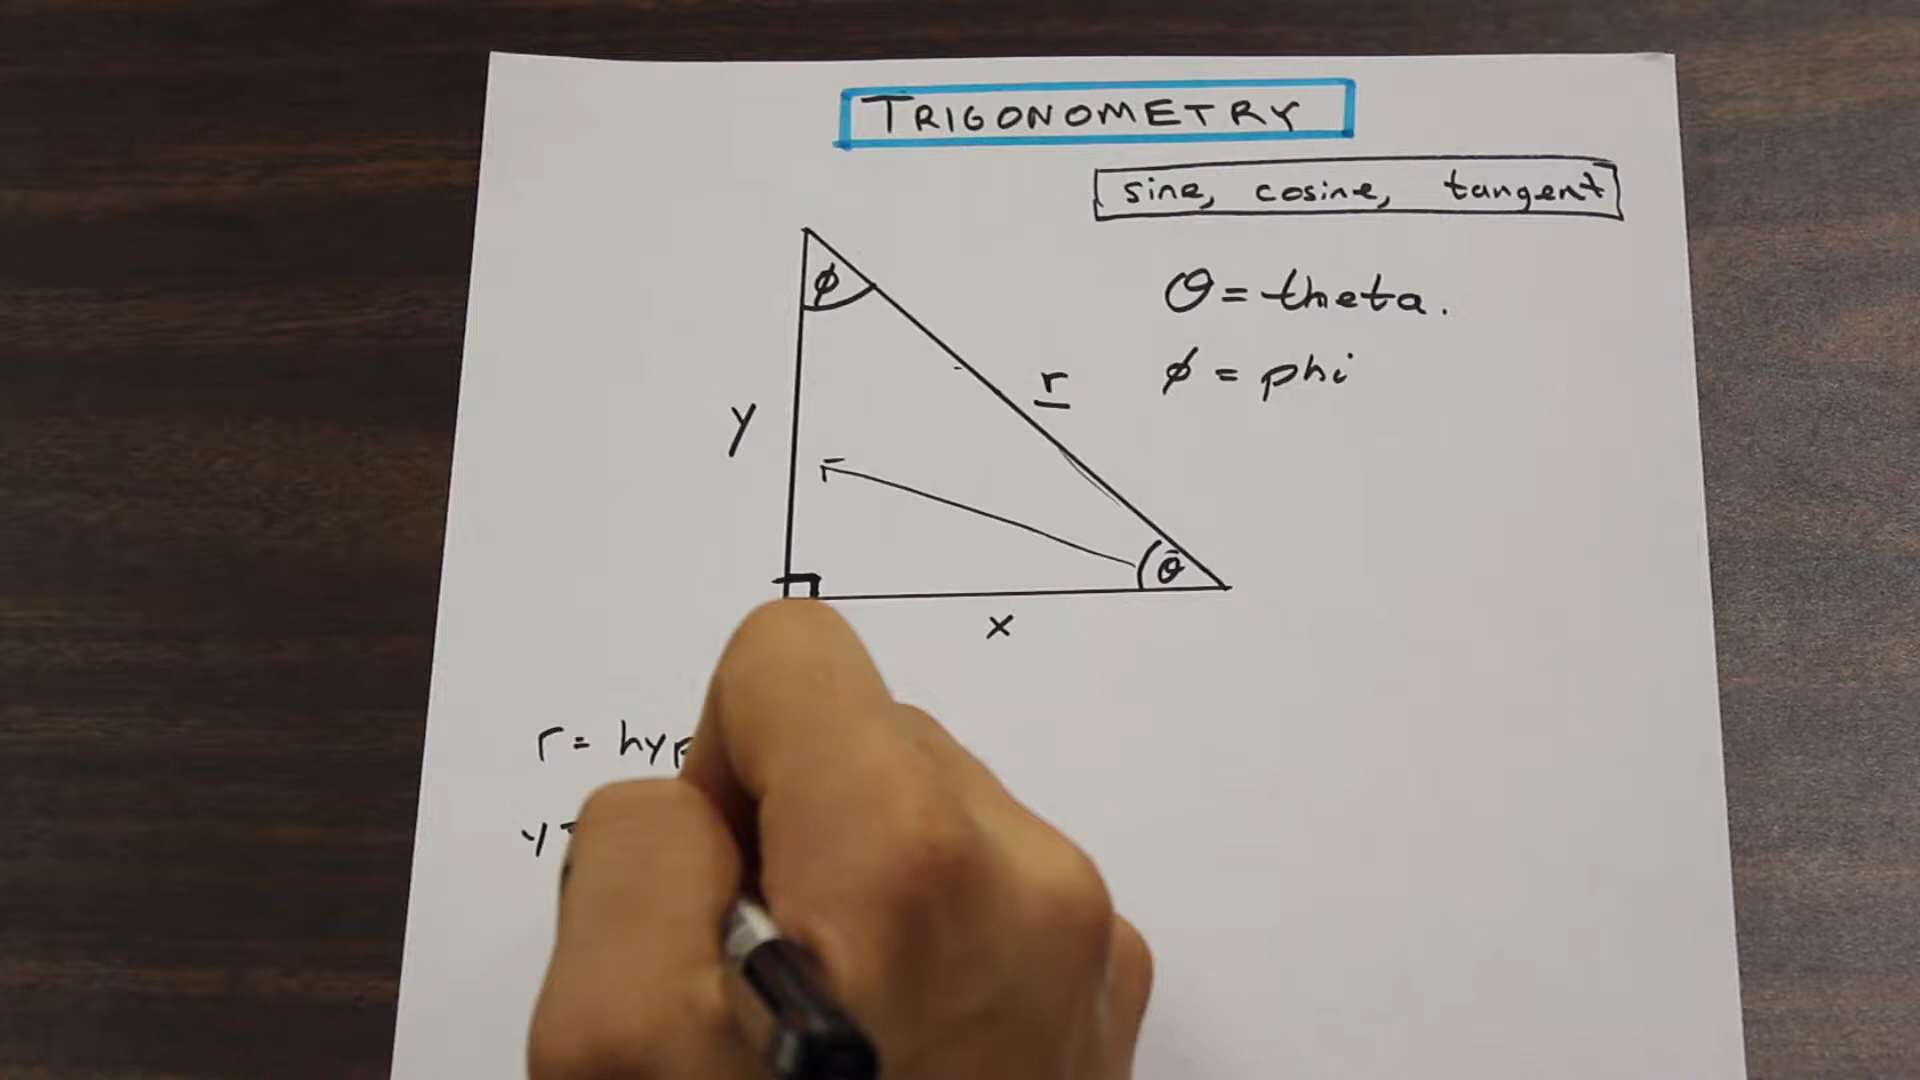 TRIGONOMETRY
sine, cosine, tangent
ϕ
θ = theta.
r
ϕ = phi
y
θ
x
r = hyp
y =